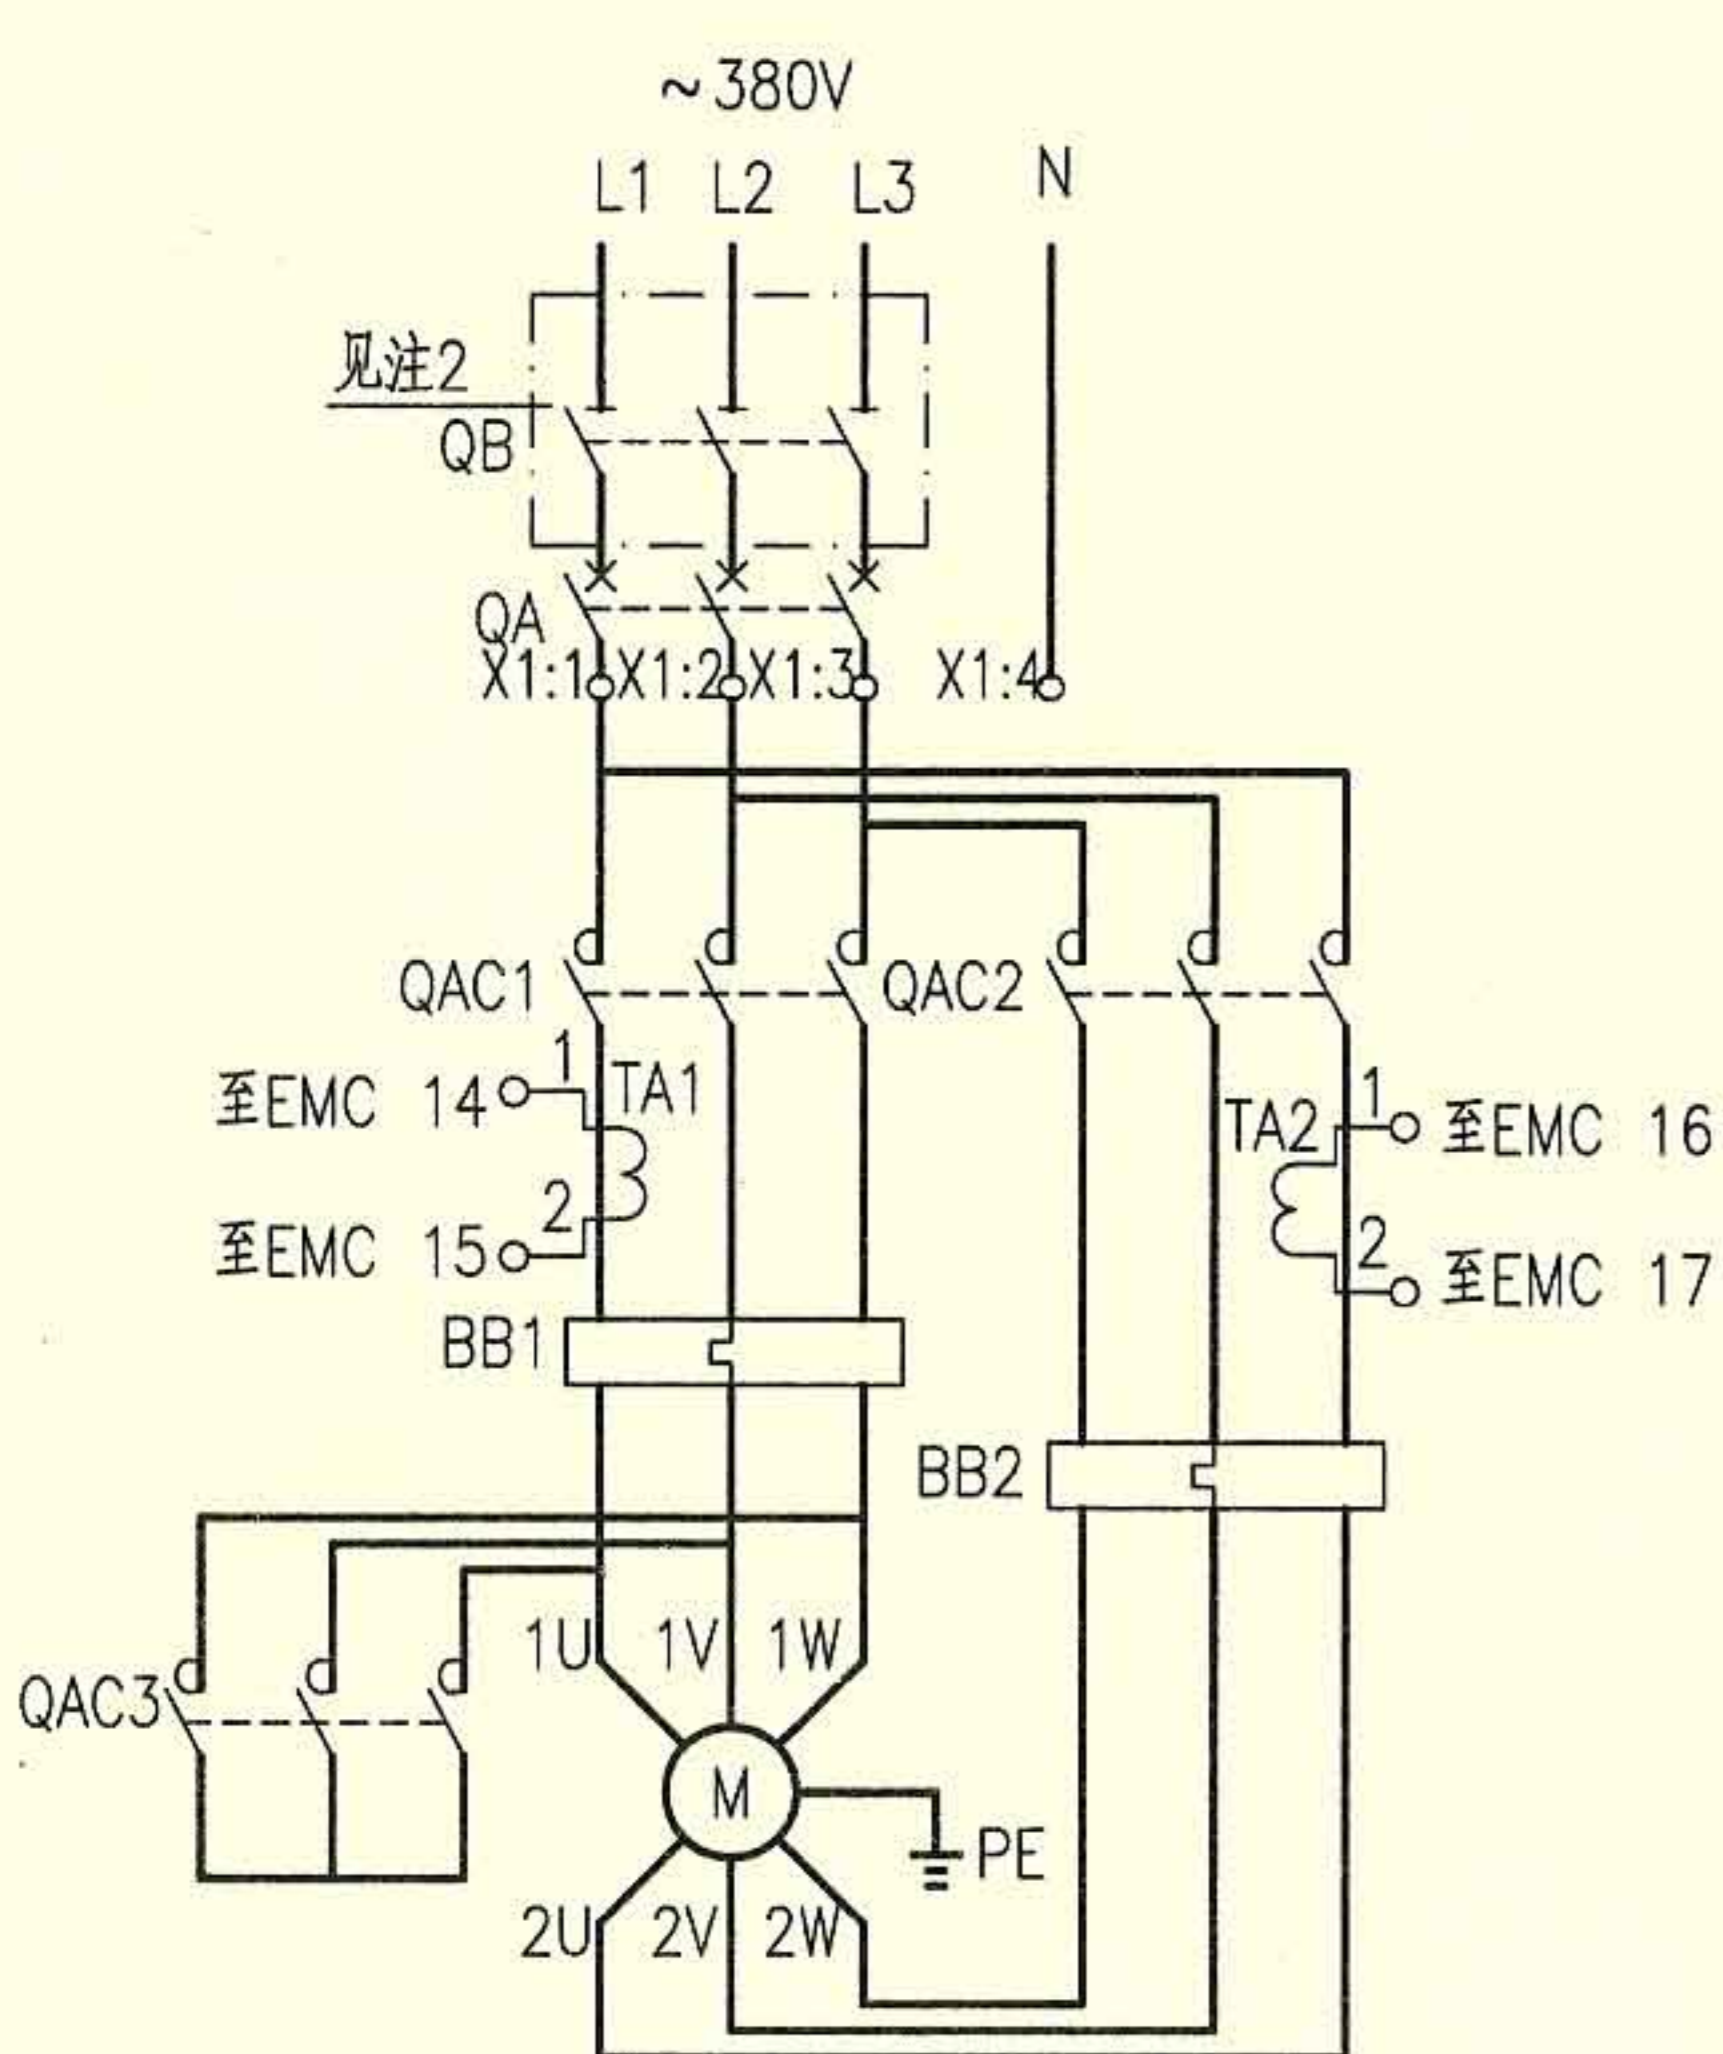 ~380V
L1 L2 L3 N
见注2
QB
QA
X1:1 X1:2 X1:3 X1:4
QAC1 QAC2
至EMC 14 1 TA1
TA2 1 至EMC 16
至EMC 15 2
2 至EMC 17
BB1
BB2
1U 1V 1W
QAC3
M
PE
2U 2V 2W